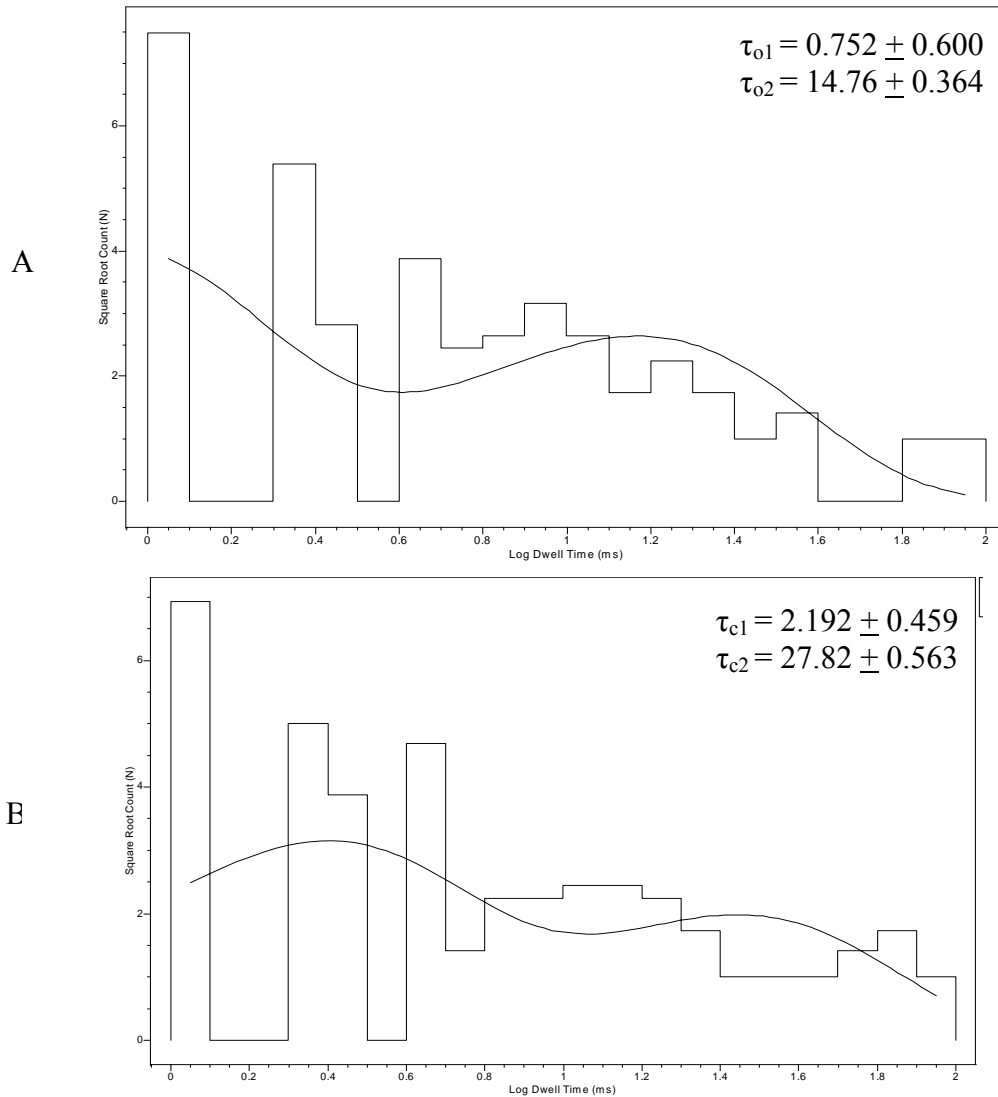 A
τo1 = 0.752 ± 0.600
τo2 = 14.76 ± 0.364
Square Root Count (N)
6
4
2
0
0 0.2 0.4 0.6 0.8 1 1.2 1.4 1.6 1.8 2
Log Dwell Time (ms)
B
τc1 = 2.192 ± 0.459
τc2 = 27.82 ± 0.563
Square Root Count (N)
6
4
2
0
0 0.2 0.4 0.6 0.8 1 1.2 1.4 1.6 1.8 2
Log Dwell Time (ms)